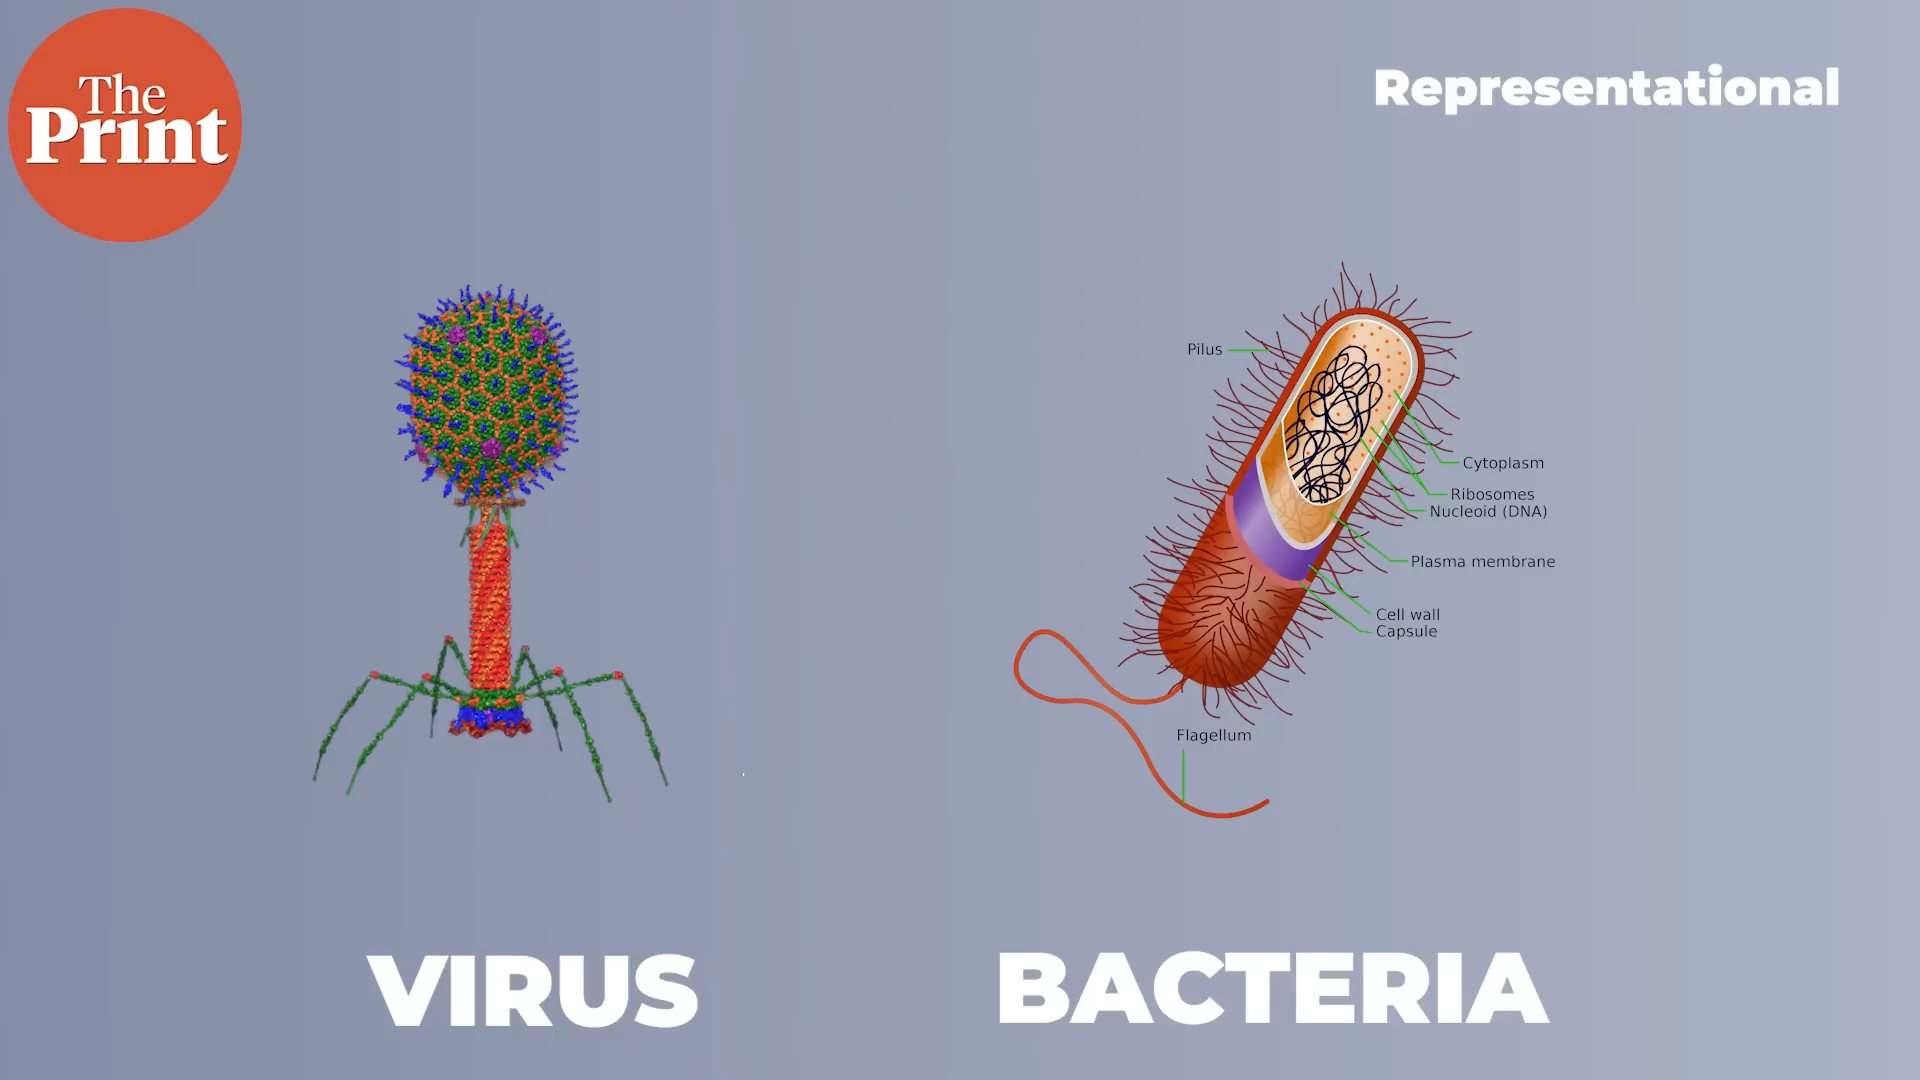 The
Print
Representational
Pilus
Cytoplasm
Ribosomes
Nucleoid (DNA)
Plasma membrane
Cell wall
Capsule
Flagellum
VIRUS
BACTERIA